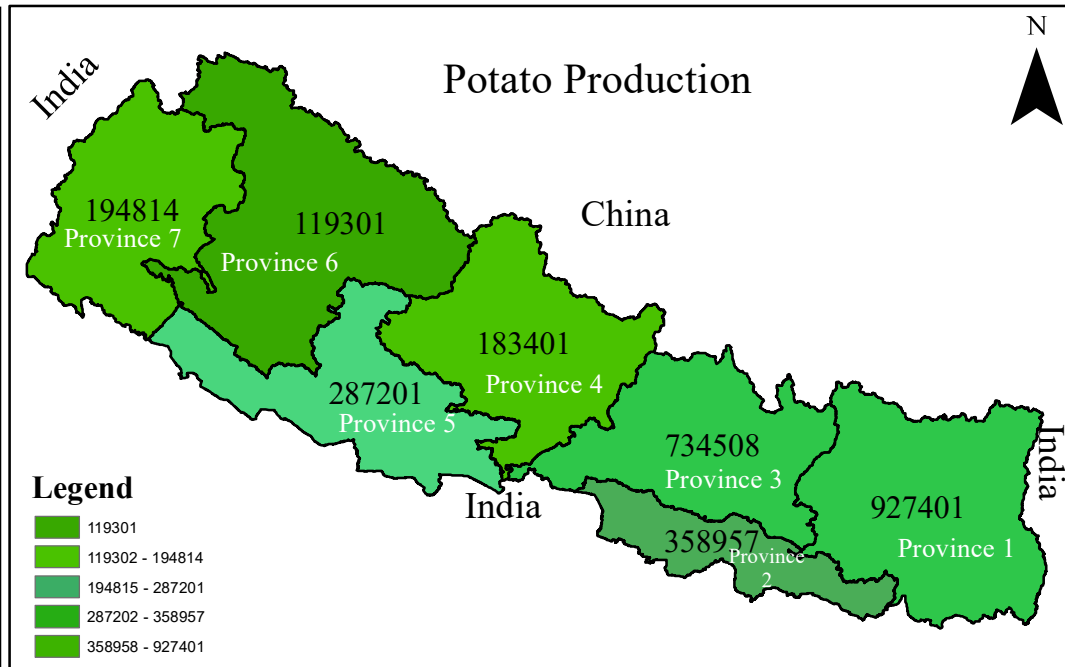 Potato Production
N
India
China
194814
Province 7
119301
Province 6
183401
Province 4
287201
Province 5
734508
Province 3
927401
Province 1
358957
Province
2
India
India
Legend
119301
119302 - 194814
194815 - 287201
287202 - 358957
358958 - 927401